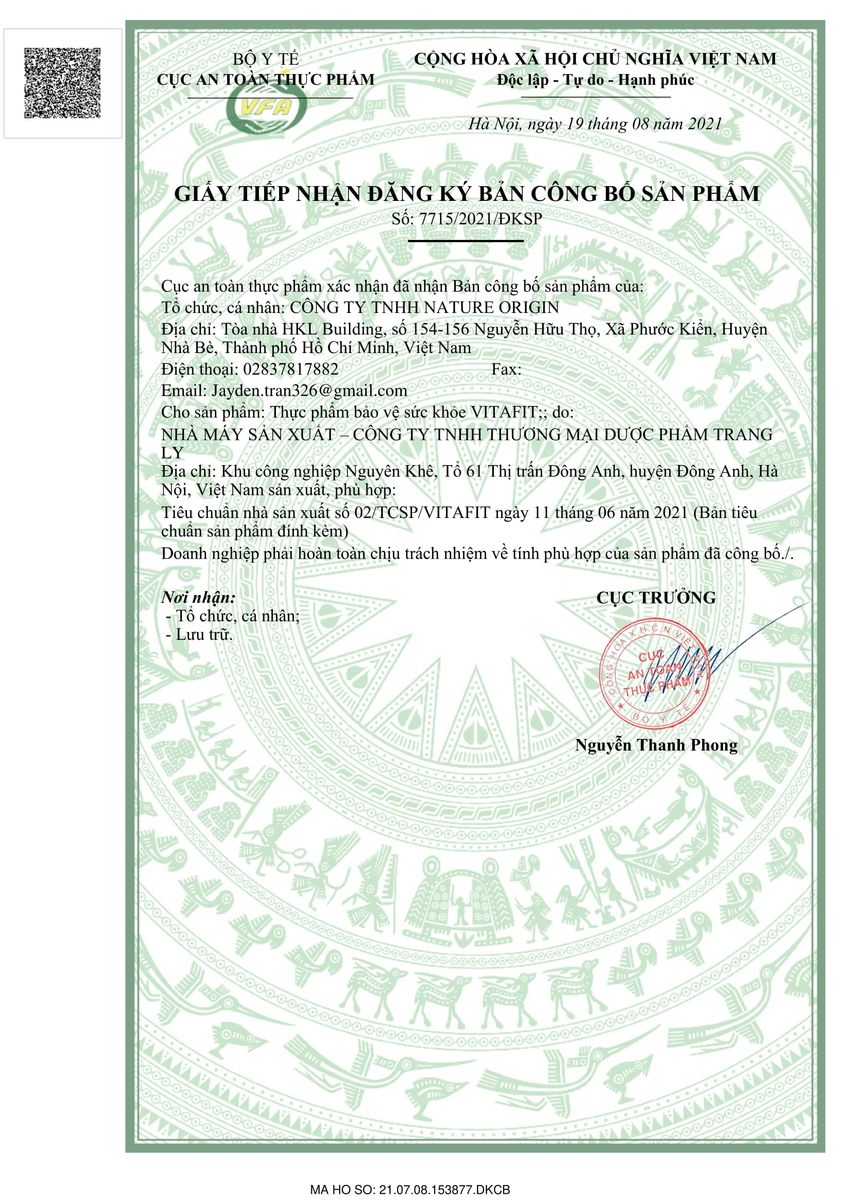 BỘ Y TẾ
CỤC AN TOÀN THỰC PHẨM
VFA
CỘNG HÒA XÃ HỘI CHỦ NGHĨA VIỆT NAM
Độc lập - Tự do - Hạnh phúc
Hà Nội, ngày 19 tháng 08 năm 2021
GIẤY TIẾP NHẬN ĐĂNG KÝ BẢN CÔNG BỐ SẢN PHẨM
Số: 7715/2021/ĐKSP
Cục an toàn thực phẩm xác nhận đã nhận Bản công bố sản phẩm của:
Tổ chức, cá nhân: CÔNG TY TNHH NATURE ORIGIN
Địa chỉ: Tòa nhà HKL Building, số 154-156 Nguyễn Hữu Thọ, Xã Phước Kiển, Huyện
Nhà Bè, Thành phố Hồ Chí Minh, Việt Nam
Điện thoại: 02837817882 Fax:
Email: Jayden.tran326@gmail.com
Cho sản phẩm: Thực phẩm bảo vệ sức khỏe VITAFIT;; do:
NHÀ MÁY SẢN XUẤT – CÔNG TY TNHH THƯƠNG MẠI DƯỢC PHẨM TRANG
LY
Địa chỉ: Khu công nghiệp Nguyên Khê, Tổ 61 Thị trấn Đông Anh, huyện Đông Anh, Hà
Nội, Việt Nam sản xuất, phù hợp:
Tiêu chuẩn nhà sản xuất số 02/TCSP/VITAFIT ngày 11 tháng 06 năm 2021 (Bản tiêu
chuẩn sản phẩm đính kèm)
Doanh nghiệp phải hoàn toàn chịu trách nhiệm về tính phù hợp của sản phẩm đã công bố./.
Nơi nhận:
- Tổ chức, cá nhân;
- Lưu trữ.
CỤC TRƯỞNG
CỘNG HÒA X.H.C.N VIỆT NAM
CỤC
AN TOÀN
THỰC PHẨM
BỘ Y TẾ
Nguyễn Thanh Phong
MA HO SO: 21.07.08.153877.DKCB